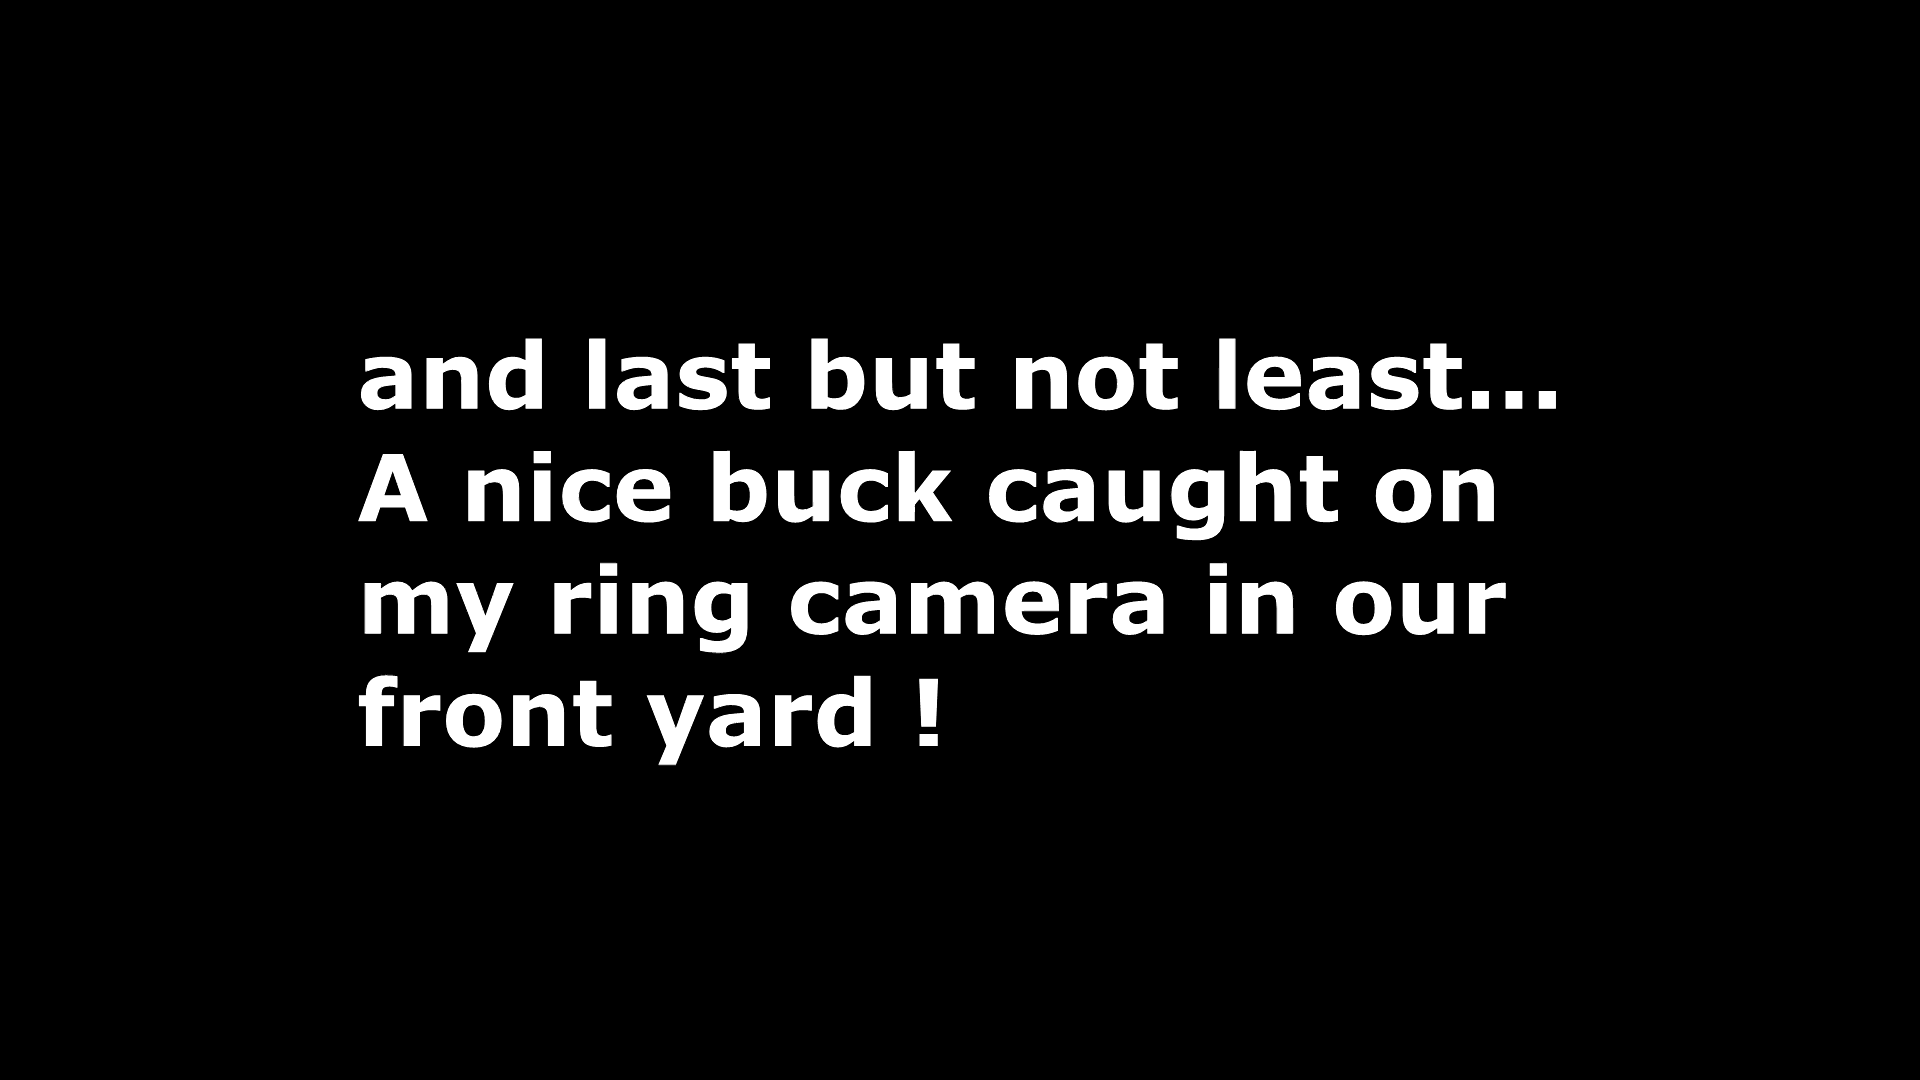 and last but not least...
A nice buck caught on
my ring camera in our
front yard !